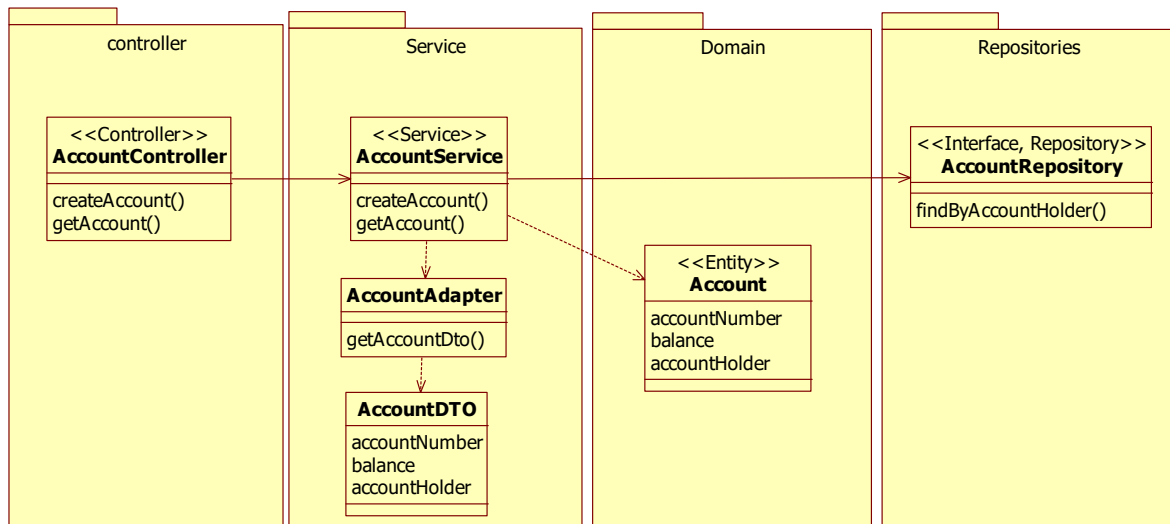 controller
Service
Domain
Repositories
<<Controller>>
AccountController
createAccount()
getAccount()
<<Service>>
AccountService
createAccount()
getAccount()
AccountAdapter
getAccountDto()
AccountDTO
accountNumber
balance
accountHolder
<<Entity>>
Account
accountNumber
balance
accountHolder
<<Interface, Repository>>
AccountRepository
findByAccountHolder()